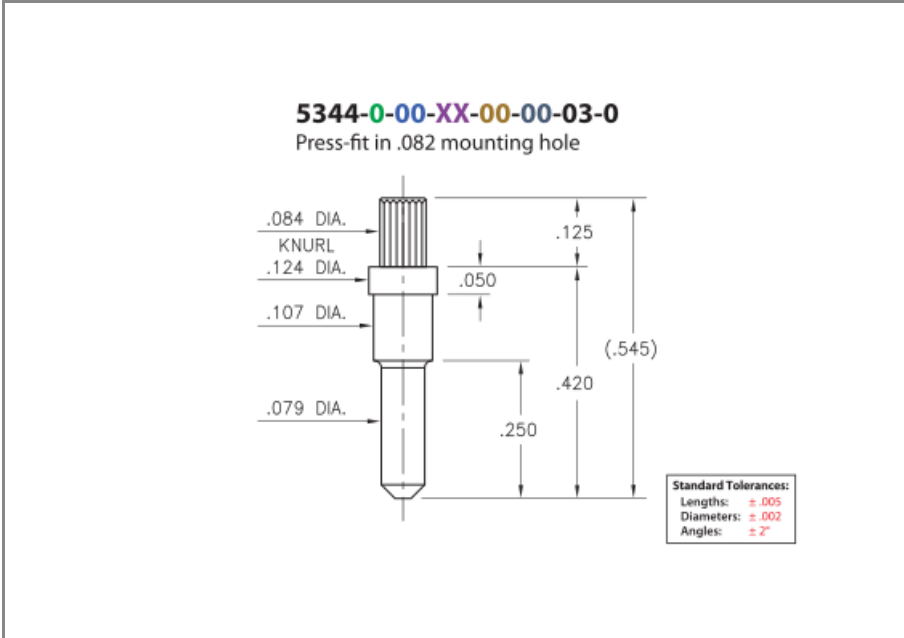 5344-0-00-XX-00-00-03-0
Press-fit in .082 mounting hole
.084 DIA.
KNURL
.124 DIA.
.107 DIA.
.079 DIA.
.125
.050
(.545)
.420
.250
Standard Tolerances:
Lengths: ± .005
Diameters: ± .002
Angles: ± 2°